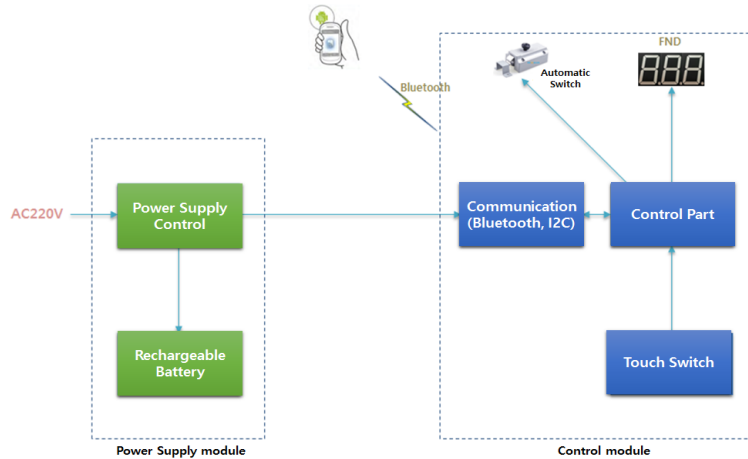 FND
Automatic
Switch
Bluetooth
AC220V
Power Supply
Control
Communication
(Bluetooth, I2C)
Control Part
Rechargeable
Battery
Touch Switch
Power Supply module
Control module